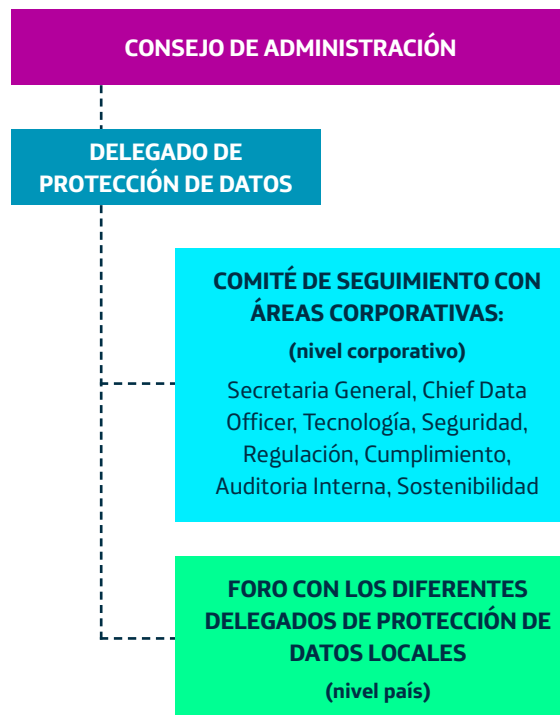 CONSEJO DE ADMINISTRACIÓN
DELEGADO DE
PROTECCIÓN DE DATOS
COMITÉ DE SEGUIMIENTO CON
ÁREAS CORPORATIVAS:
(nivel corporativo)
Secretaria General, Chief Data
Officer, Tecnología, Seguridad,
Regulación, Cumplimiento,
Auditoria Interna, Sostenibilidad
FORO CON LOS DIFERENTES
DELEGADOS DE PROTECCIÓN DE
DATOS LOCALES
(nivel país)